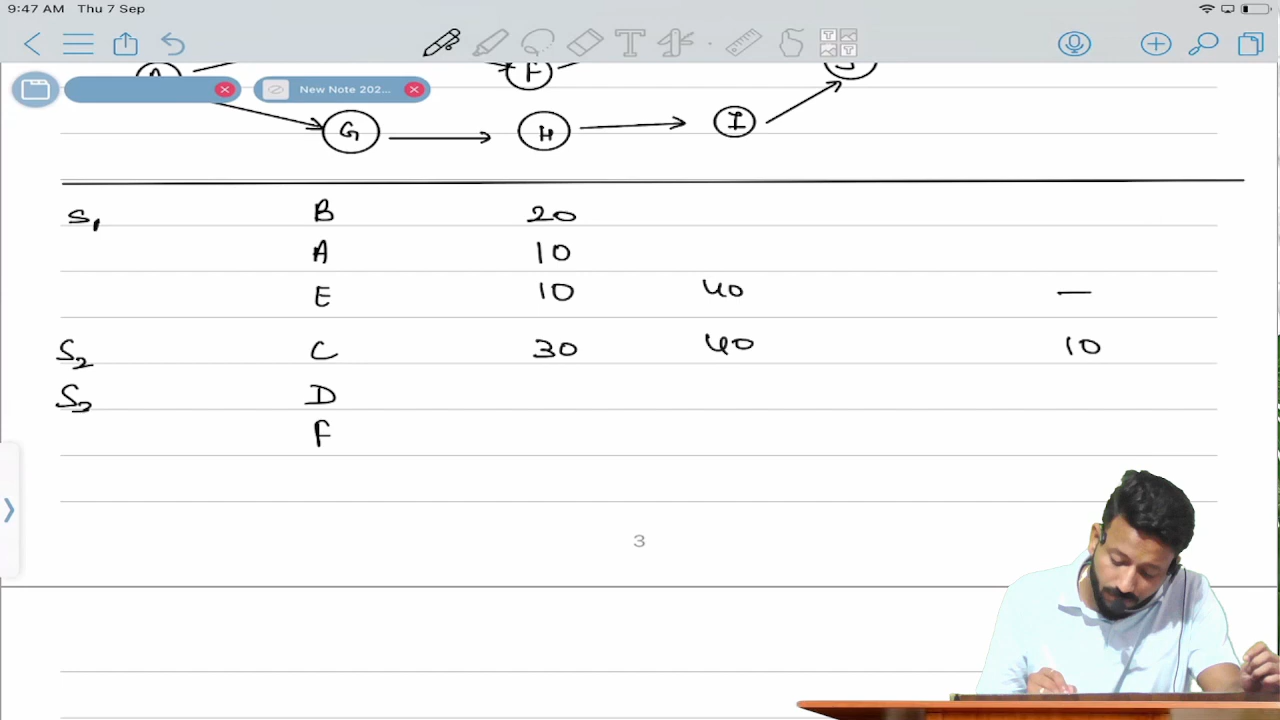 9:47 AM Thu 7 Sep
New Note 202...
F
G H I
S1 B 20
A 10
E 10 40 —
S2 C 30 40 10
S3 D
F
3